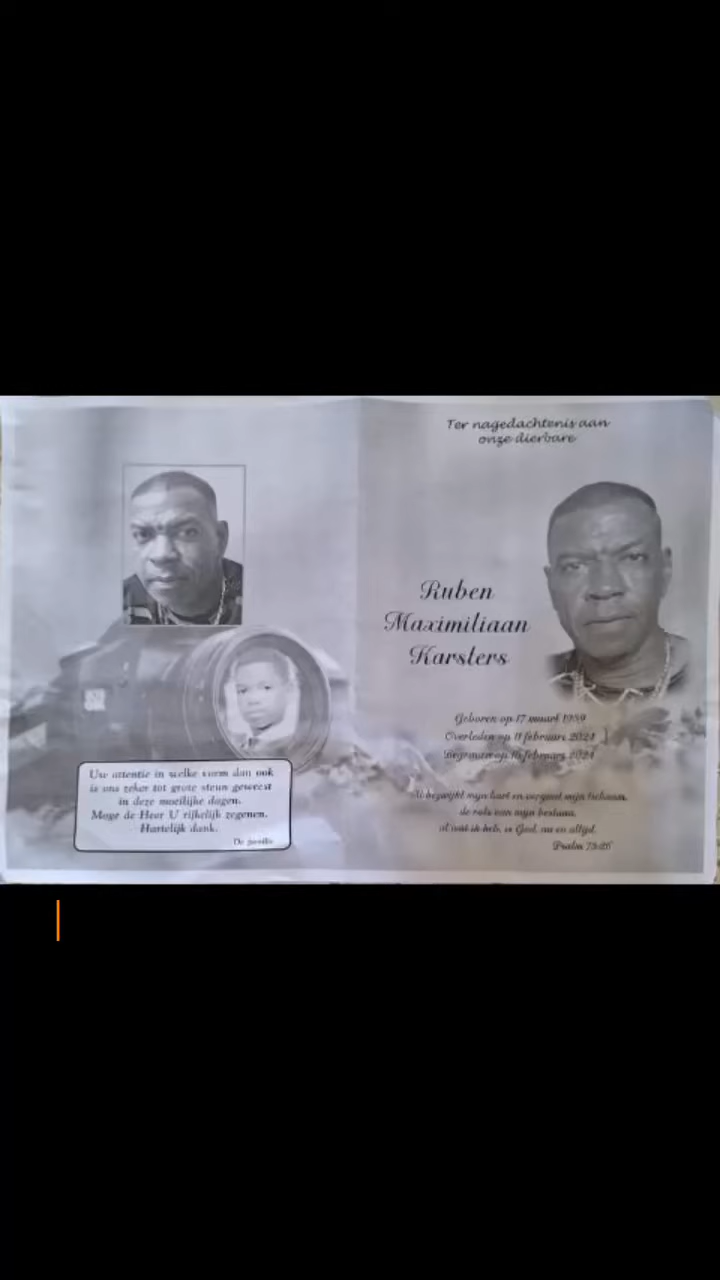 Uw attentie in welke vorm dan ook
is ons zeker tot grote steun geweest
in deze moeilijke dagen.
Moge de Heer U rijkelijk zegenen.
Hartelijk dank.
De familie
Ter nagedachtenis aan
onze dierbare
Ruben
Maximiliaan
Karsters
Geboren op 17 maart 1959
Overleden op 11 februari 2024
Begraven op 16 februari 2024
Al bezwijkt mijn hart en vergaat mijn lichaam,
de rots van mijn bestaan,
al wat ik heb, is God, nu en altijd.
Psalm 73:26